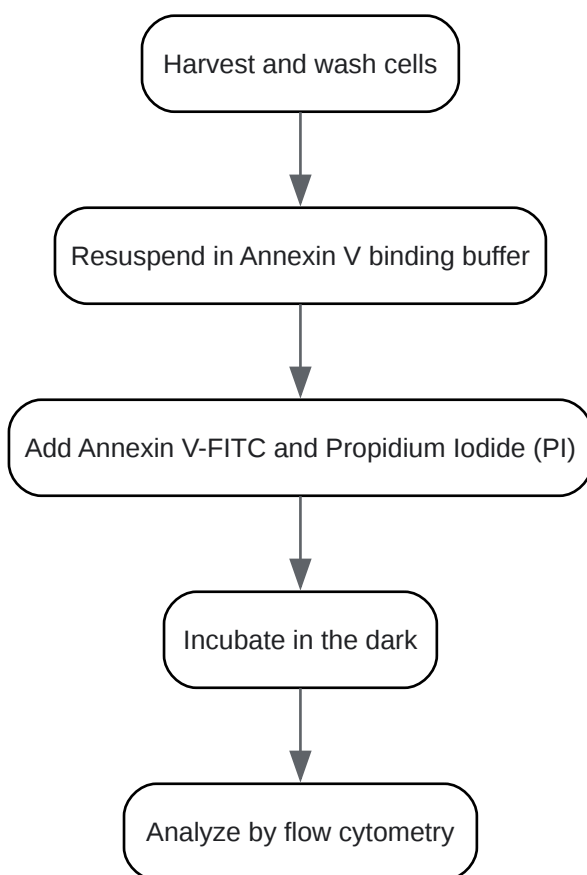 Harvest and wash cells
Resuspend in Annexin V binding buffer
Add Annexin V-FITC and Propidium Iodide (PI)
Incubate in the dark
Analyze by flow cytometry